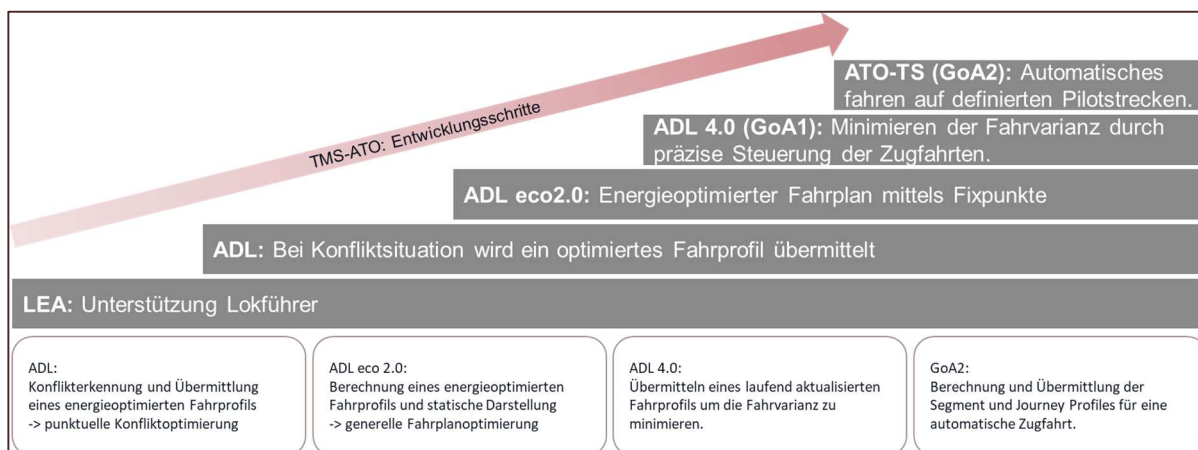 ATO-TS (GoA2): Automatisches
fahren auf definierten Pilotstrecken.
TMS-ATO: Entwicklungsschritte
ADL 4.0 (GoA1): Minimieren der Fahrvarianz durch
präzise Steuerung der Zugfahrten.
ADL eco2.0: Energieoptimierter Fahrplan mittels Fixpunkte
ADL: Bei Konfliktsituation wird ein optimiertes Fahrprofil übermittelt
LEA: Unterstützung Lokführer
ADL:
Konflikterkennung und Übermittlung
eines energieoptimierten Fahrprofils
-> punktuelle Konfliktoptimierung
ADL eco 2.0:
Berechnung eines energieoptimierten
Fahrprofils und statische Darstellung
-> generelle Fahrplanoptimierung
ADL 4.0:
Übermitteln eines laufend aktualisierten
Fahrprofils um die Fahrvarianz zu
minimieren.
GoA2:
Berechnung und Übermittlung der
Segment und Journey Profiles für eine
automatische Zugfahrt.